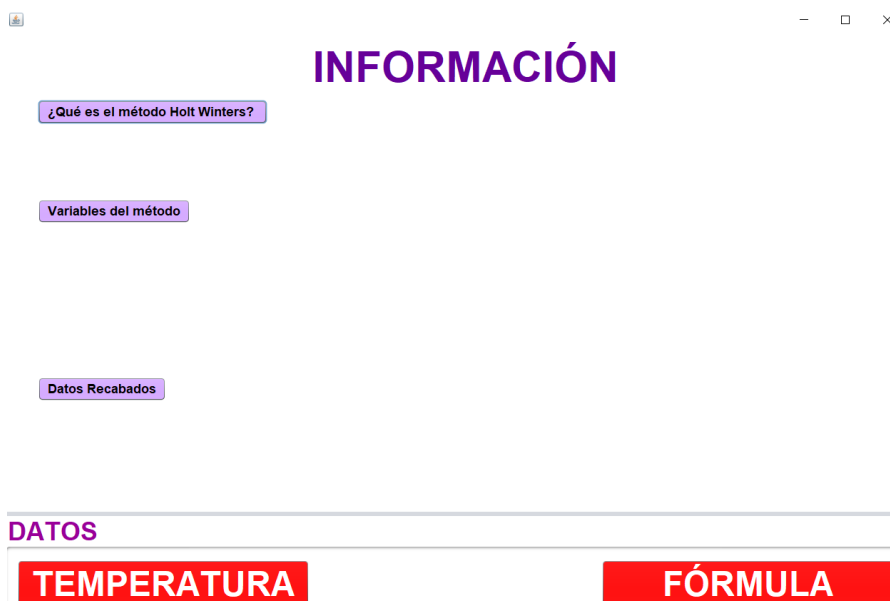 INFORMACIÓN
¿Qué es el método Holt Winters?
Variables del método
Datos Recabados
DATOS
TEMPERATURA
FÓRMULA